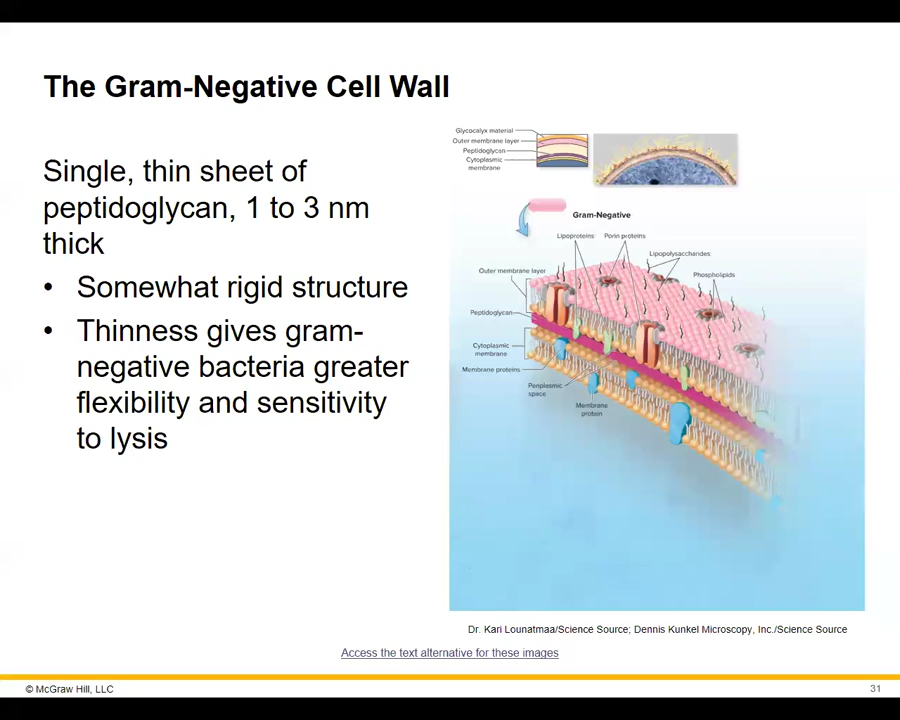 The Gram-Negative Cell Wall
Single, thin sheet of
peptidoglycan, 1 to 3 nm
thick
• Somewhat rigid structure
• Thinness gives gram-
negative bacteria greater
flexibility and sensitivity
to lysis
Glycocalyx material
Outer membrane layer
Peptidoglycan
Cytoplasmic
membrane
Gram-Negative
Lipoproteins
Porin proteins
Lipopolysaccharides
Phospholipids
Outer membrane layer
Peptidoglycan
Cytoplasmic
membrane
Membrane proteins
Periplasmic
space
Membrane
protein
Dr. Kari Lounatmaa/Science Source; Dennis Kunkel Microscopy, Inc./Science Source
Access the text alternative for these images
© McGraw Hill, LLC
31